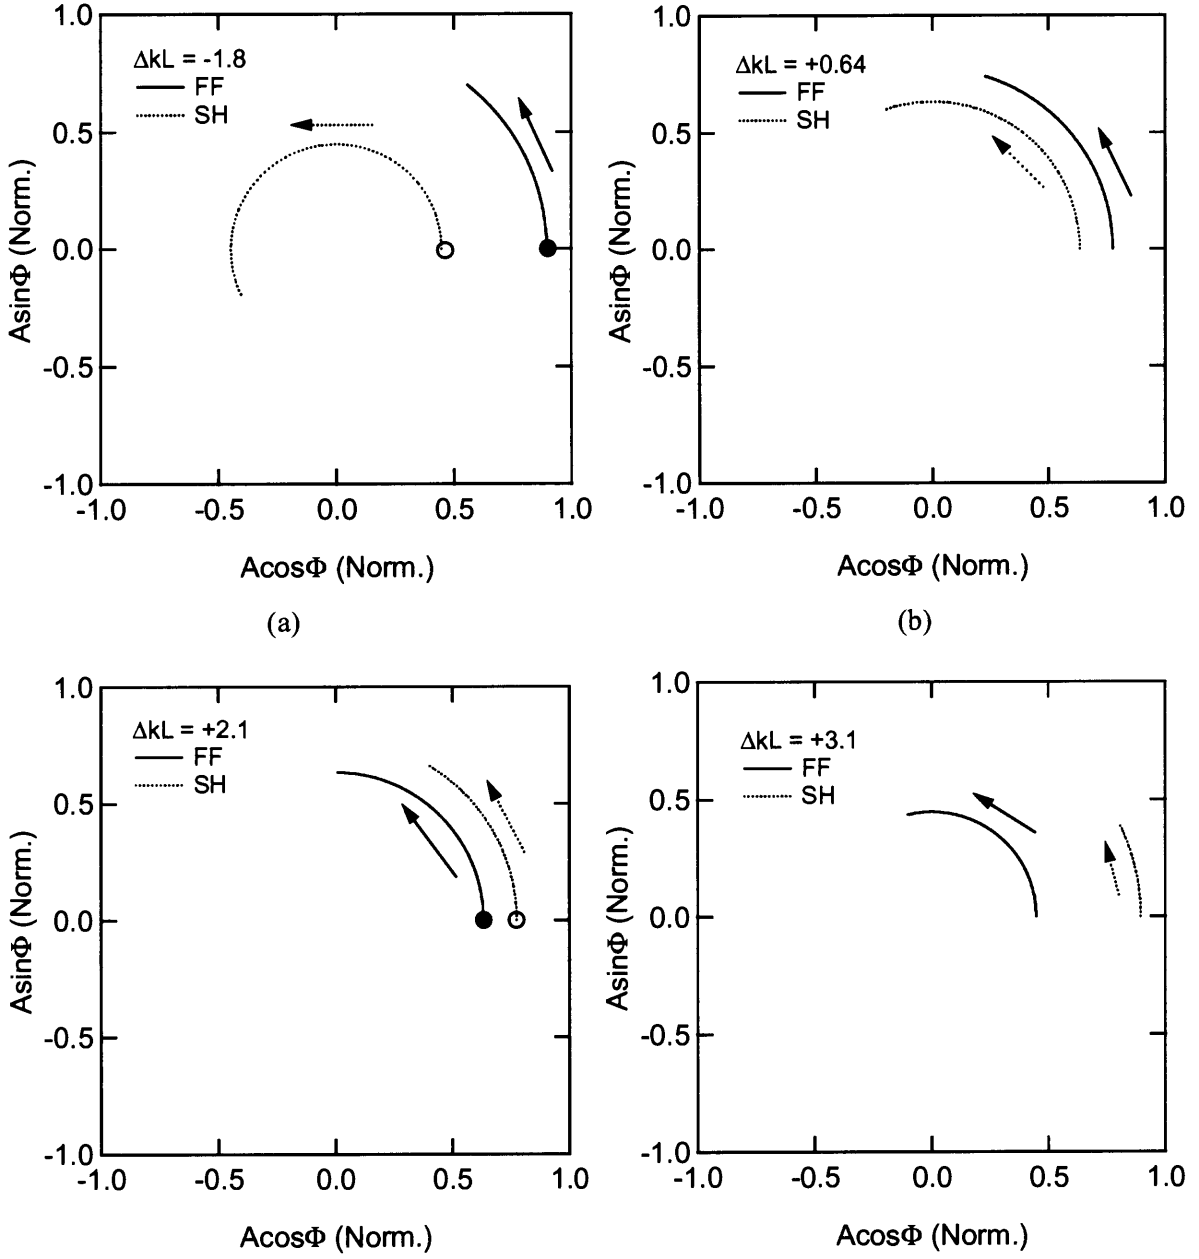 1.0
ΔkL = -1.8
FF
SH
0.5
0.0
-0.5
-1.0
-1.0 -0.5 0.0 0.5 1.0
AsinΦ (Norm.)
AcosΦ (Norm.)
(a)
1.0
ΔkL = +0.64
FF
SH
0.5
0.0
-0.5
-1.0
-1.0 -0.5 0.0 0.5 1.0
AsinΦ (Norm.)
AcosΦ (Norm.)
(b)
1.0
ΔkL = +2.1
FF
SH
0.5
0.0
-0.5
-1.0
-1.0 -0.5 0.0 0.5 1.0
AsinΦ (Norm.)
AcosΦ (Norm.)
1.0
ΔkL = +3.1
FF
SH
0.5
0.0
-0.5
-1.0
-1.0 -0.5 0.0 0.5 1.0
AsinΦ (Norm.)
AcosΦ (Norm.)